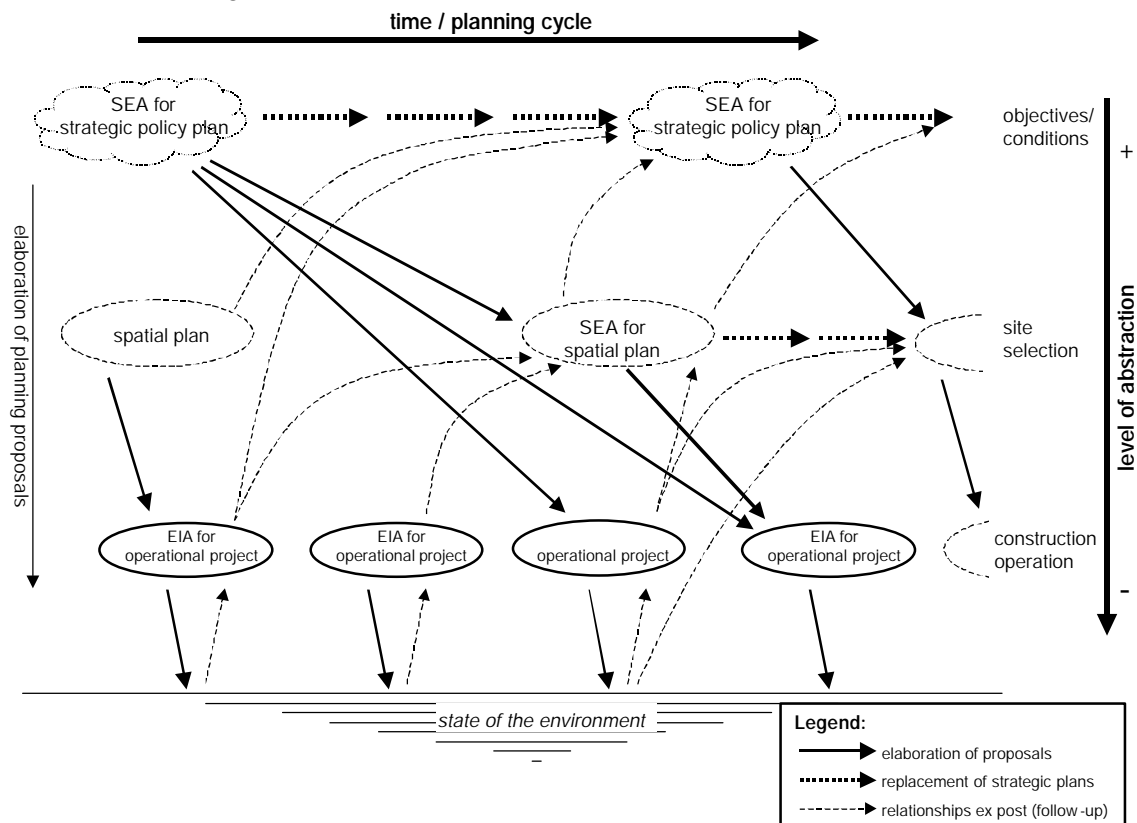 time / planning cycle
SEA for
strategic policy plan
SEA for
strategic policy plan
objectives/
conditions
+
elaboration of planning proposals
level of abstraction
spatial plan
SEA for
spatial plan
site
selection
EIA for
operational project
EIA for
operational project
operational project
EIA for
operational project
construction
operation
-
state of the environment
Legend:
elaboration of proposals
replacement of strategic plans
relationships ex post (follow-up)